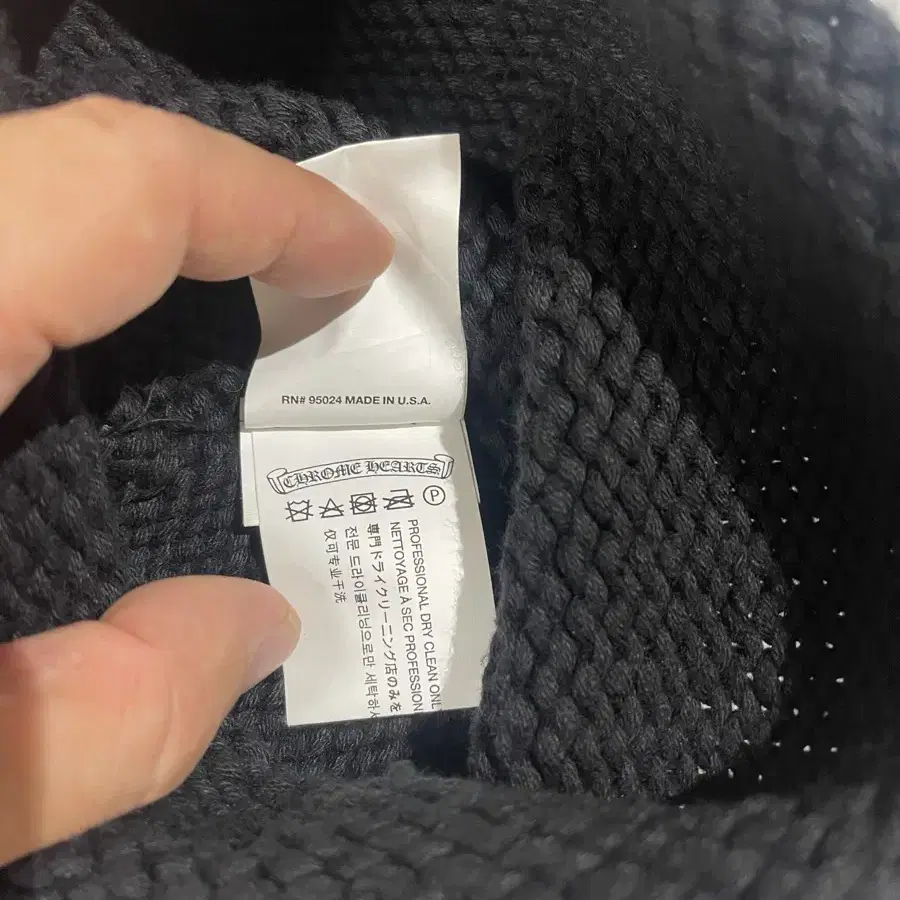 RN# 95024 MADE IN U.S.A.
CHROME HEARTS
P
PROFESSIONAL DRY CLEAN ONL
NETTOYAGE À SEC PROFESSION
専門ドライクリーニング店のみを
전문 드라이클리닝으로만 세탁하
仅可专业干洗